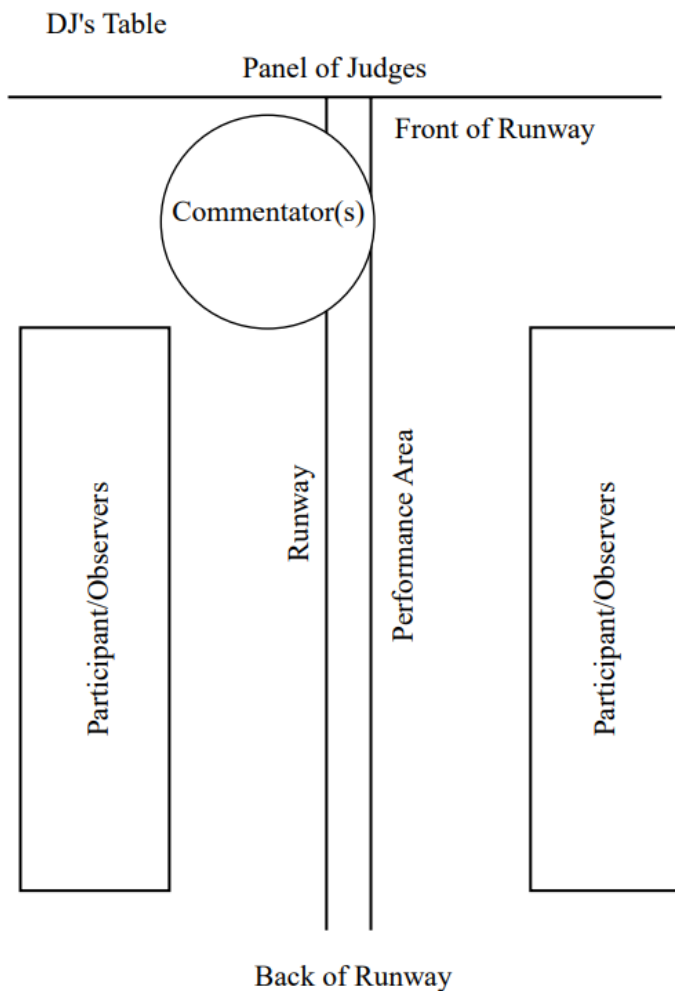 DJ's Table
Panel of Judges
Front of Runway
Commentator(s)
Participant/Observers
Runway
Performance Area
Participant/Observers
Back of Runway